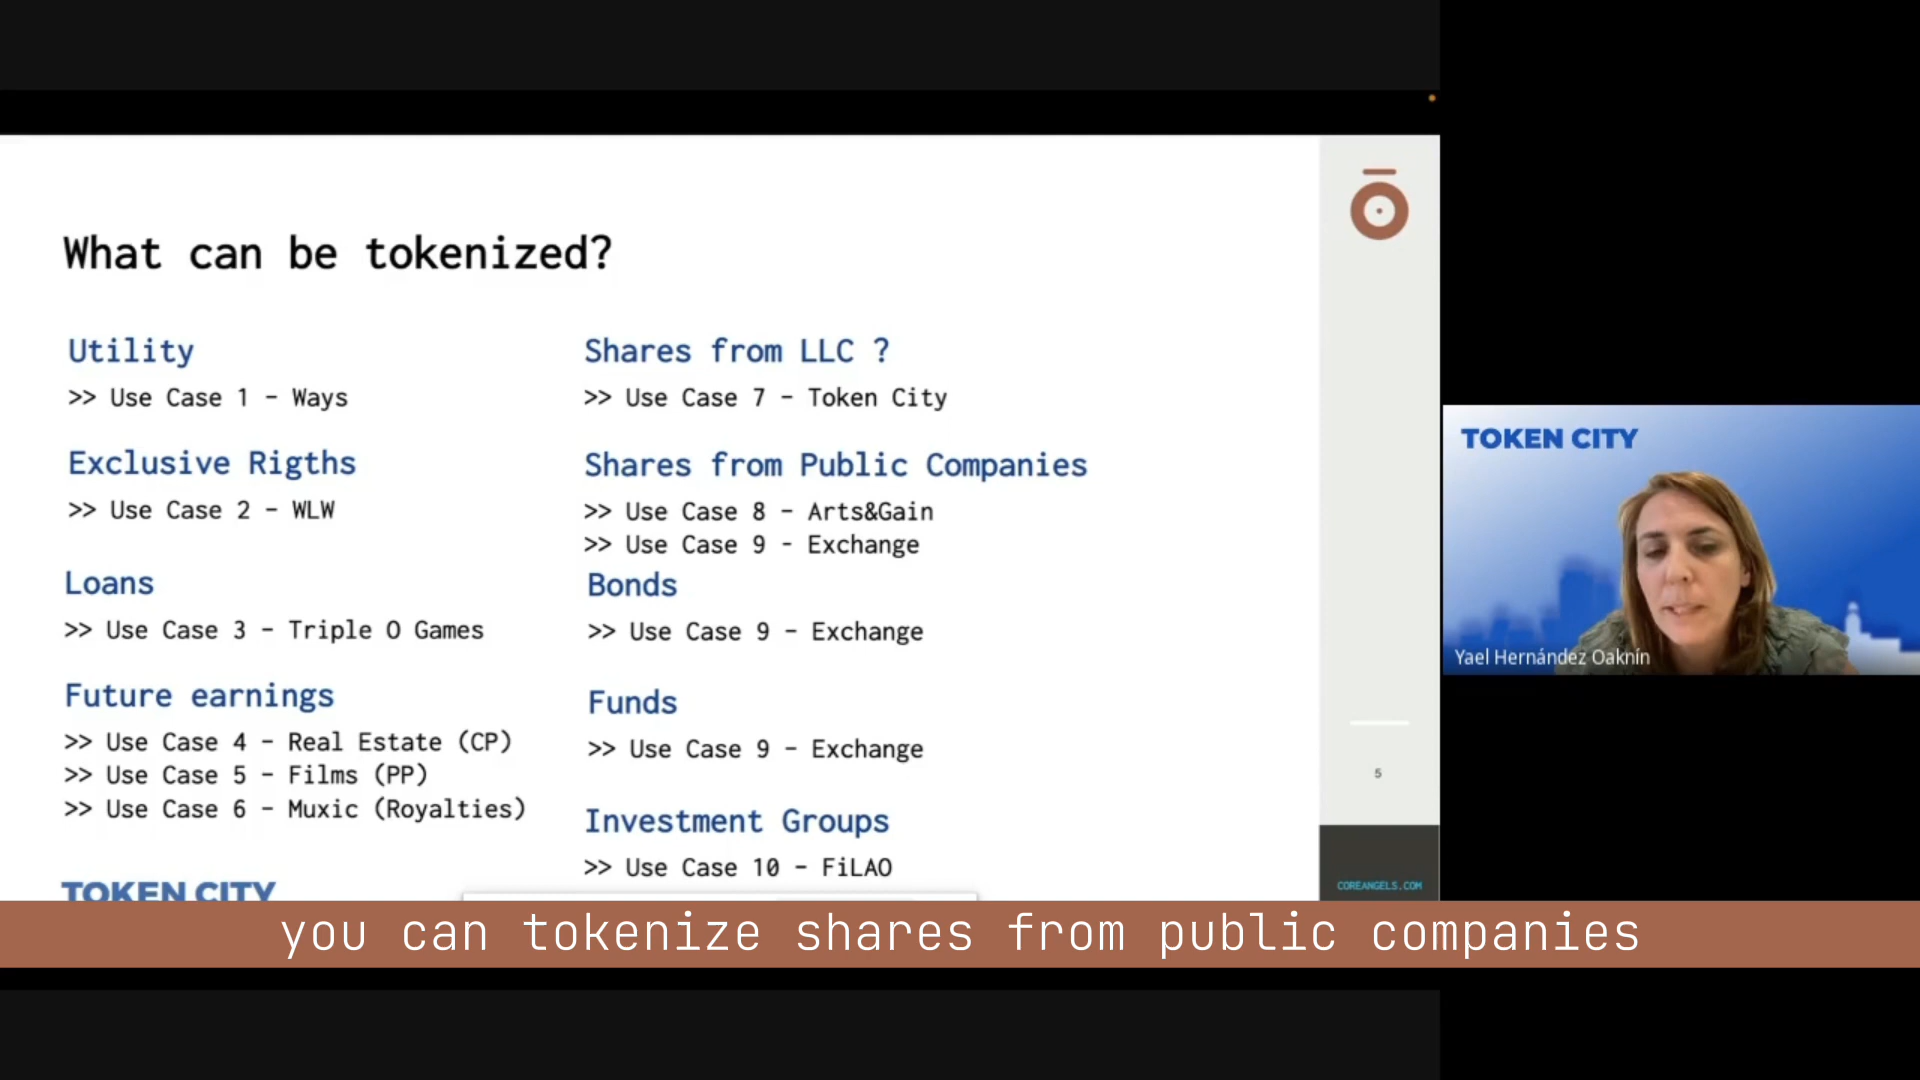 What can be tokenized?
Utility
>> Use Case 1 - Ways
Exclusive Rigths
>> Use Case 2 - WLW
Loans
>> Use Case 3 - Triple O Games
Future earnings
>> Use Case 4 - Real Estate (CP)
>> Use Case 5 - Films (PP)
>> Use Case 6 - Muxic (Royalties)
TOKEN CITY
Shares from LLC ?
>> Use Case 7 - Token City
Shares from Public Companies
>> Use Case 8 - Arts&Gain
>> Use Case 9 - Exchange
Bonds
>> Use Case 9 - Exchange
Funds
>> Use Case 9 - Exchange
Investment Groups
>> Use Case 10 - FiLAO
5
COREANGELS.COM
TOKEN CITY
Yael Hernández Oaknín
you can tokenize shares from public companies